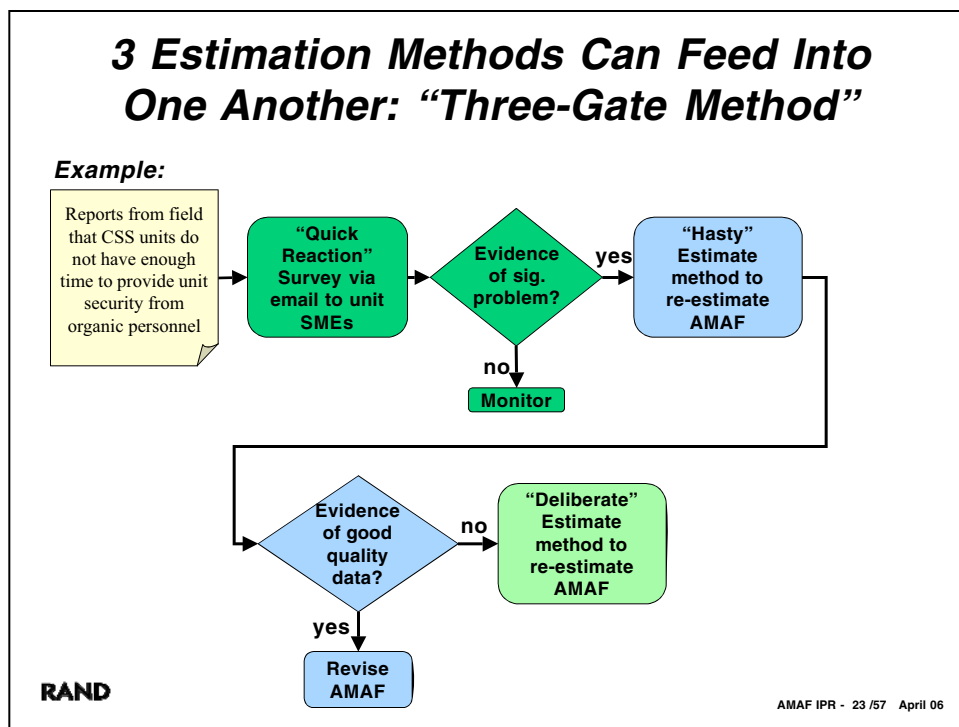 3 Estimation Methods Can Feed Into
One Another: “Three-Gate Method”
Example:
Reports from field
that CSS units do
not have enough
time to provide unit
security from
organic personnel
“Quick
Reaction”
Survey via
email to unit
SMEs
Evidence
of sig.
problem?
yes
“Hasty”
Estimate
method to
re-estimate
AMAF
no
Monitor
Evidence
of good
quality
data?
no
“Deliberate”
Estimate
method to
re-estimate
AMAF
yes
Revise
AMAF
RAND
AMAF IPR - 23 /57 April 06